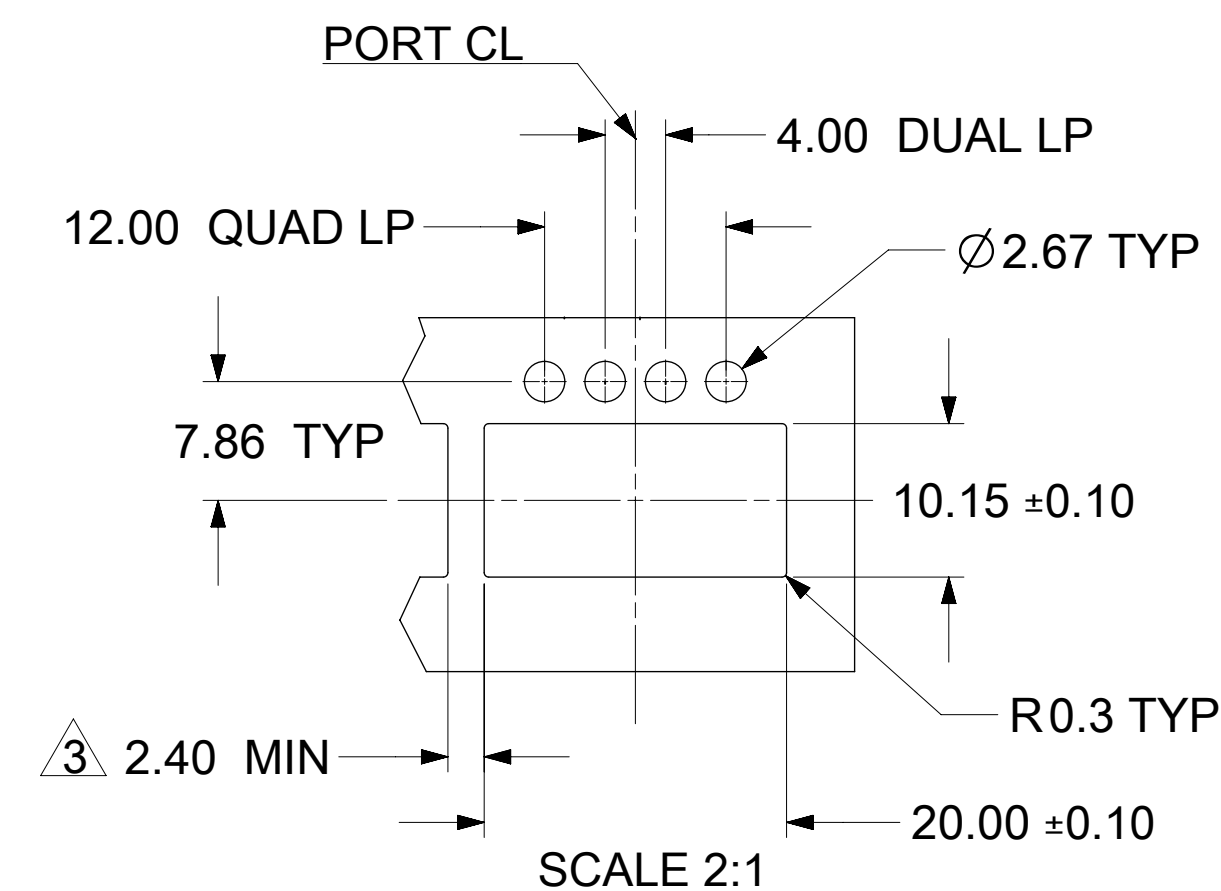 PORT CL
4.00 DUAL LP
12.00 QUAD LP
∅2.67 TYP
7.86 TYP
10.15 ±0.10
R0.3 TYP
3 2.40 MIN
20.00 ±0.10
SCALE 2:1